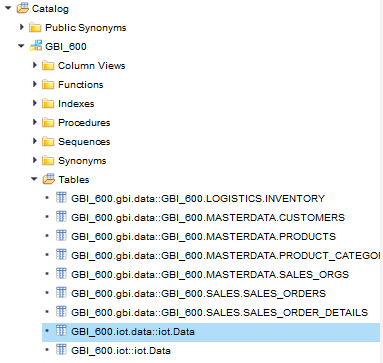 Catalog
Public Synonyms
GBI_600
Column Views
Functions
Indexes
Procedures
Sequences
Synonyms
Tables
GBI_600.gbi.data::GBI_600.LOGISTICS.INVENTORY
GBI_600.gbi.data::GBI_600.MASTERDATA.CUSTOMERS
GBI_600.gbi.data::GBI_600.MASTERDATA.PRODUCTS
GBI_600.gbi.data::GBI_600.MASTERDATA.PRODUCT_CATEGOR
GBI_600.gbi.data::GBI_600.MASTERDATA.SALES_ORGS
GBI_600.gbi.data::GBI_600.SALES.SALES_ORDERS
GBI_600.gbi.data::GBI_600.SALES.SALES_ORDER_DETAILS
GBI_600.iot.data::iot.Data
GBI_600.iot::iot.Data